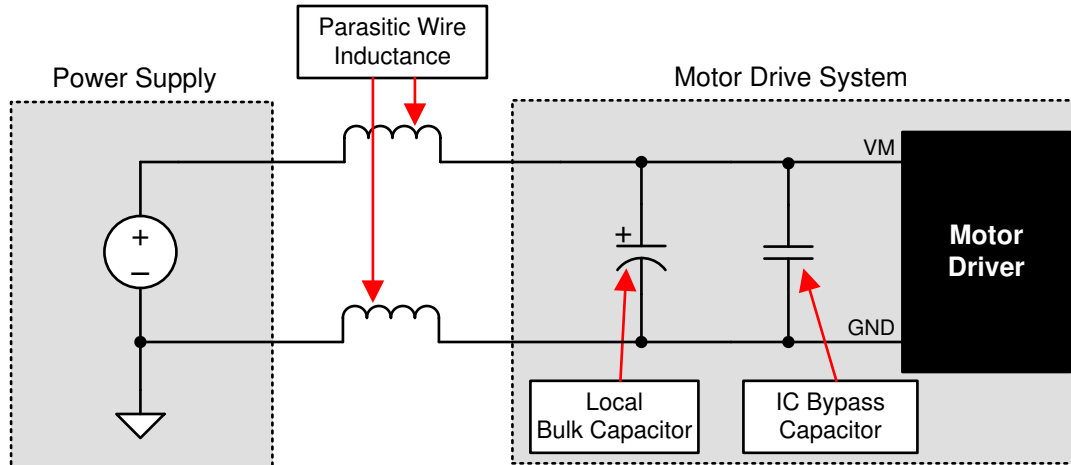 Parasitic Wire
Inductance
Power Supply
Motor Drive System
VM
+
–
+
Motor
Driver
GND
Local
Bulk Capacitor
IC Bypass
Capacitor